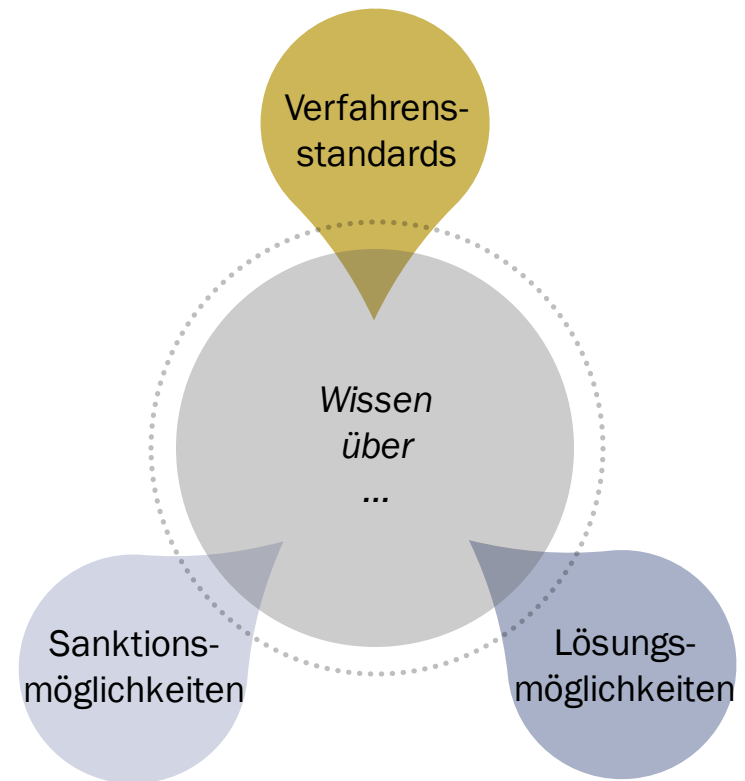 Verfahrens-
standards
Wissen
über
...
Sanktions-
möglichkeiten
Lösungs-
möglichkeiten